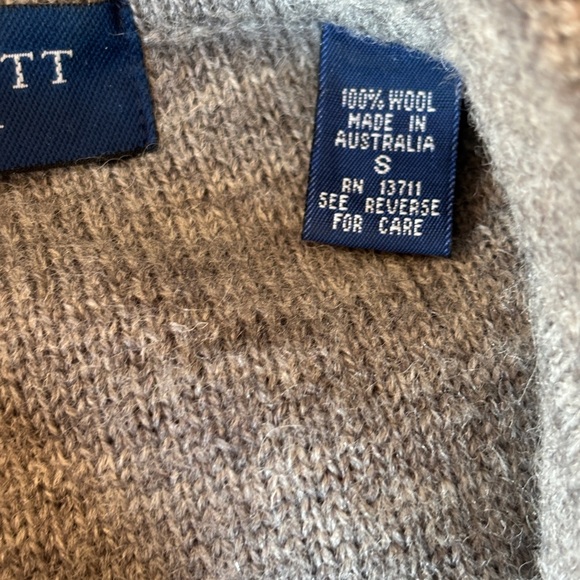 TT
100% WOOL
MADE IN
AUSTRALIA
S
RN 13711
SEE REVERSE
FOR CARE